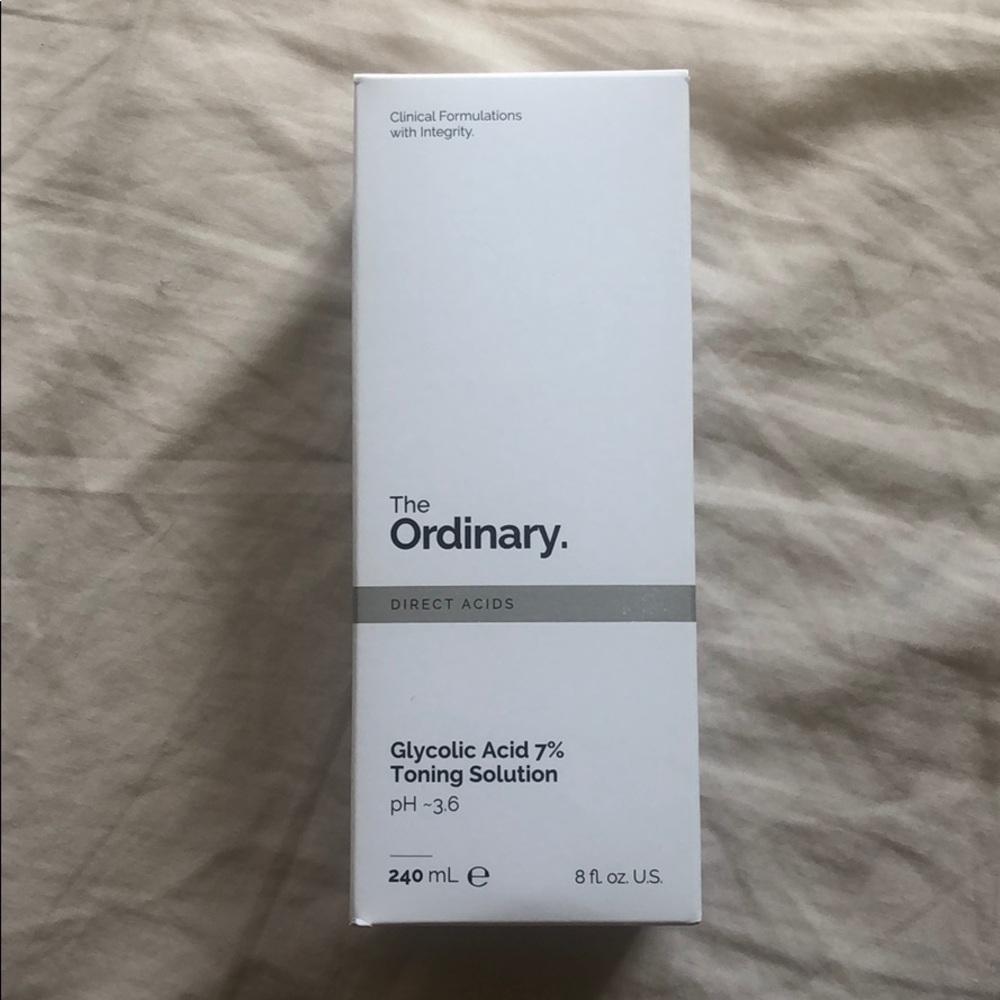 Clinical Formulations
with Integrity.
The
Ordinary.
DIRECT ACIDS
Glycolic Acid 7%
Toning Solution
pH ~3.6
240 mL ℮
8 fl. oz. U.S.